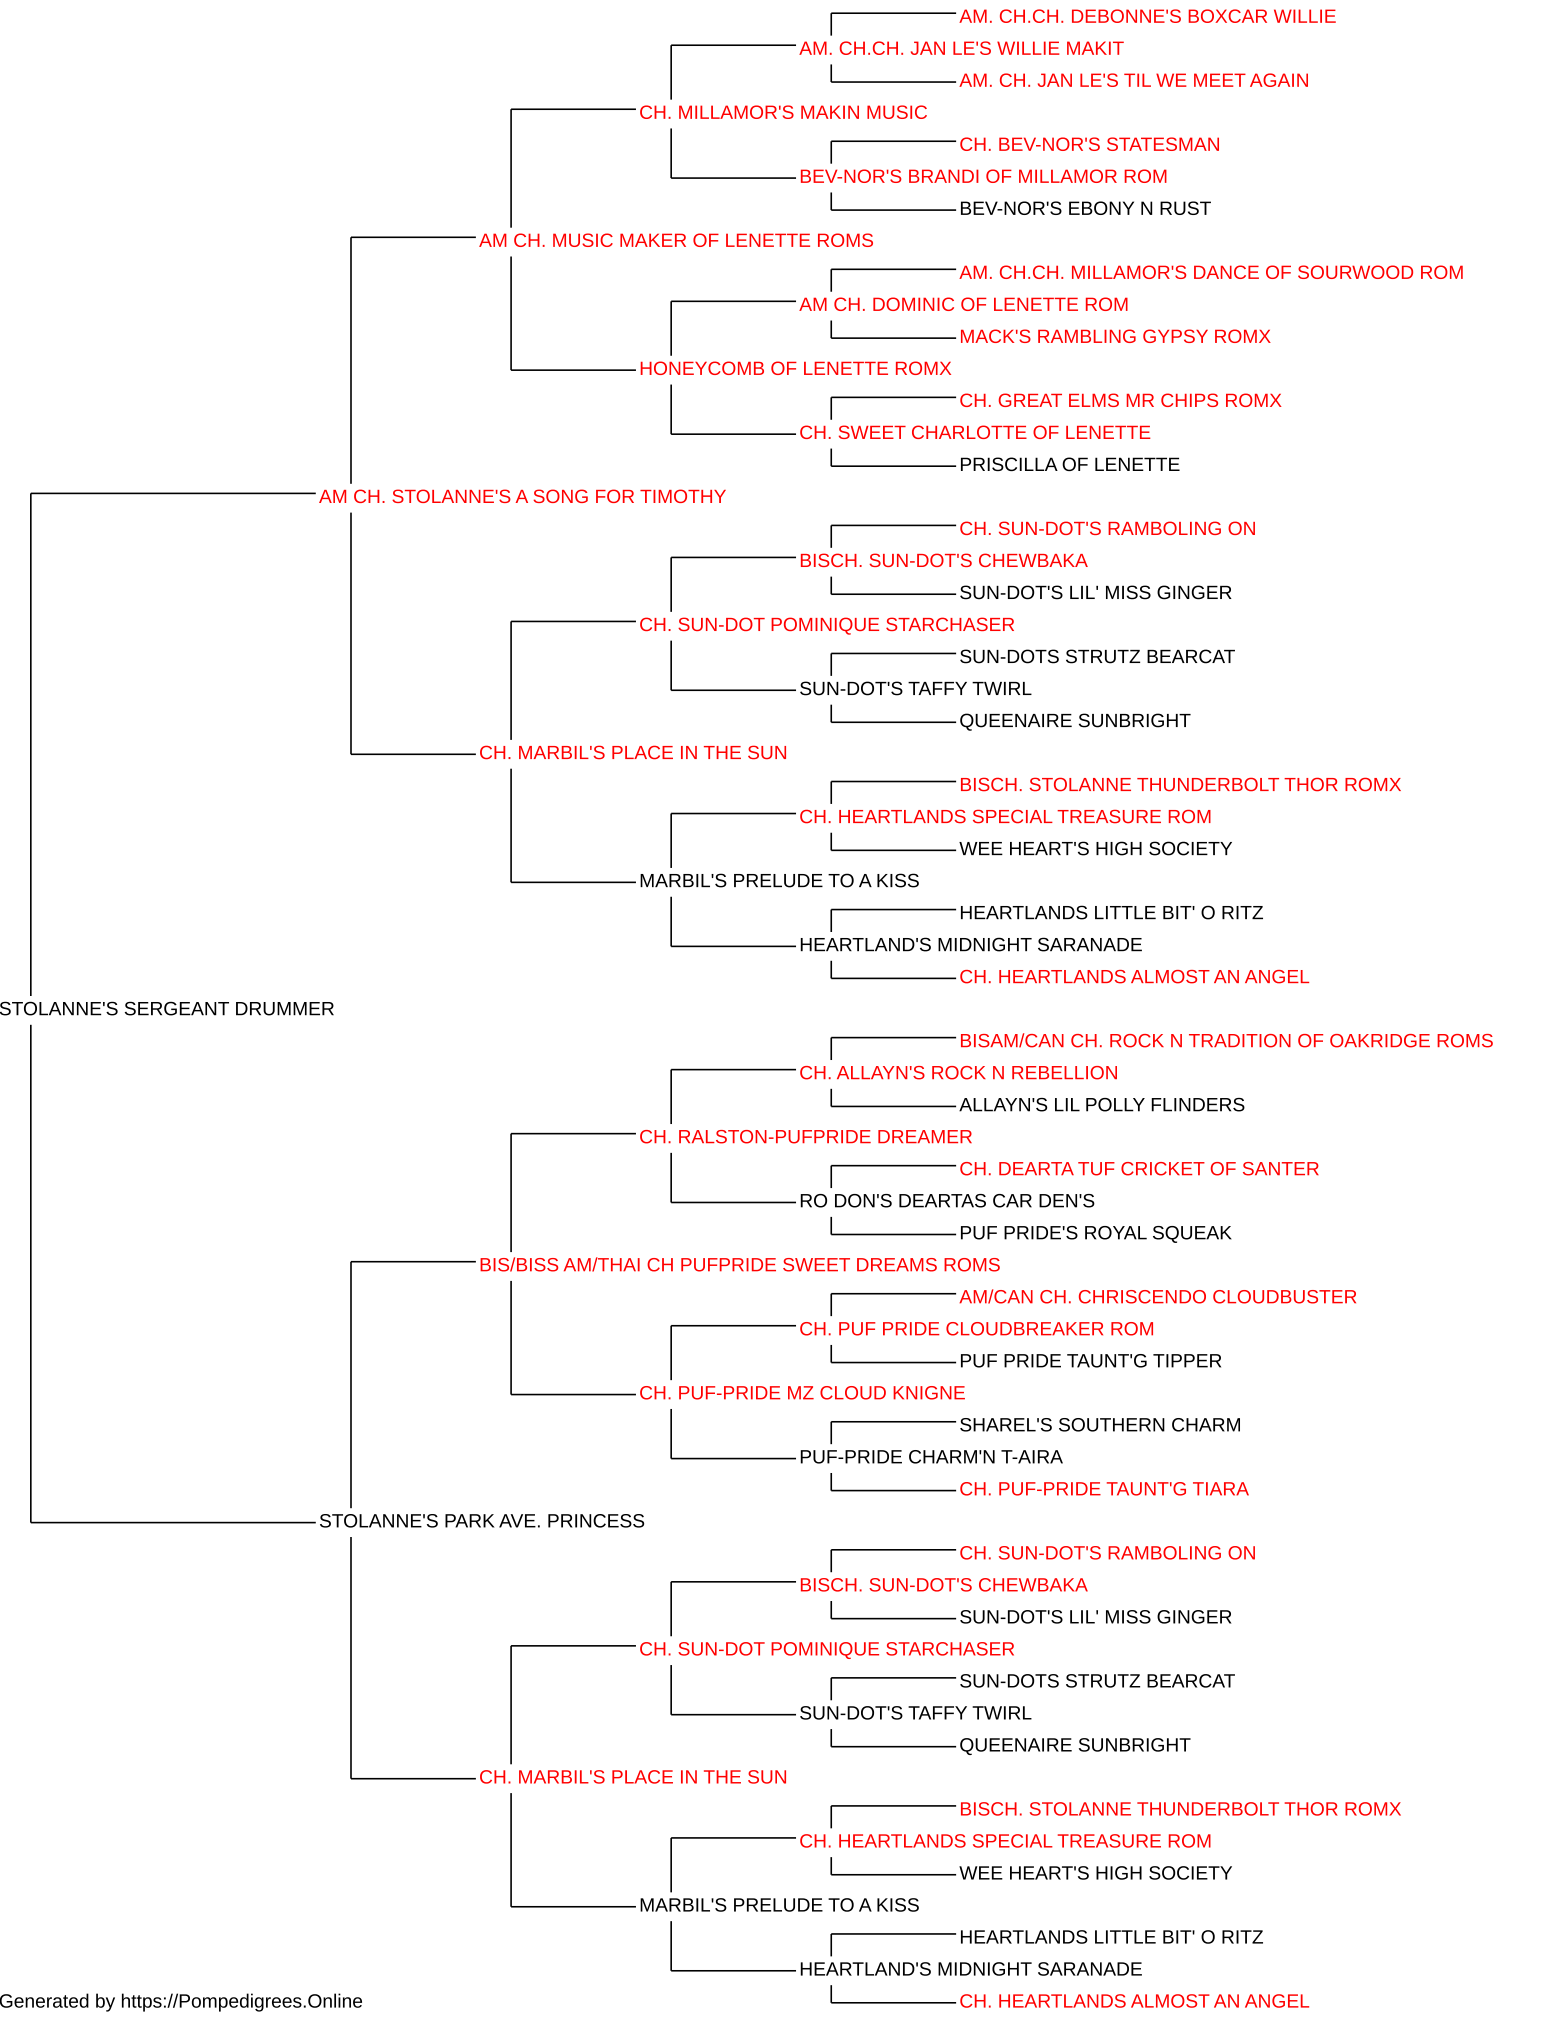 AM. CH.CH. DEBONNE'S BOXCAR WILLIE
AM. CH.CH. JAN LE'S WILLIE MAKIT
AM. CH. JAN LE'S TIL WE MEET AGAIN
CH. MILLAMOR'S MAKIN MUSIC
CH. BEV-NOR'S STATESMAN
BEV-NOR'S BRANDI OF MILLAMOR ROM
BEV-NOR'S EBONY N RUST
AM CH. MUSIC MAKER OF LENETTE ROMS
AM. CH.CH. MILLAMOR'S DANCE OF SOURWOOD ROM
AM CH. DOMINIC OF LENETTE ROM
MACK'S RAMBLING GYPSY ROMX
HONEYCOMB OF LENETTE ROMX
CH. GREAT ELMS MR CHIPS ROMX
CH. SWEET CHARLOTTE OF LENETTE
PRISCILLA OF LENETTE
AM CH. STOLANNE'S A SONG FOR TIMOTHY
CH. SUN-DOT'S RAMBOLING ON
BISCH. SUN-DOT'S CHEWBAKA
SUN-DOT'S LIL' MISS GINGER
CH. SUN-DOT POMINIQUE STARCHASER
SUN-DOTS STRUTZ BEARCAT
SUN-DOT'S TAFFY TWIRL
QUEENAIRE SUNBRIGHT
CH. MARBIL'S PLACE IN THE SUN
BISCH. STOLANNE THUNDERBOLT THOR ROMX
CH. HEARTLANDS SPECIAL TREASURE ROM
WEE HEART'S HIGH SOCIETY
MARBIL'S PRELUDE TO A KISS
HEARTLANDS LITTLE BIT' O RITZ
HEARTLAND'S MIDNIGHT SARANADE
CH. HEARTLANDS ALMOST AN ANGEL
STOLANNE'S SERGEANT DRUMMER
BISAM/CAN CH. ROCK N TRADITION OF OAKRIDGE ROMS
CH. ALLAYN'S ROCK N REBELLION
ALLAYN'S LIL POLLY FLINDERS
CH. RALSTON-PUFPRIDE DREAMER
CH. DEARTA TUF CRICKET OF SANTER
RO DON'S DEARTAS CAR DEN'S
PUF PRIDE'S ROYAL SQUEAK
BIS/BISS AM/THAI CH PUFPRIDE SWEET DREAMS ROMS
AM/CAN CH. CHRISCENDO CLOUDBUSTER
CH. PUF PRIDE CLOUDBREAKER ROM
PUF PRIDE TAUNT'G TIPPER
CH. PUF-PRIDE MZ CLOUD KNIGNE
SHAREL'S SOUTHERN CHARM
PUF-PRIDE CHARM'N T-AIRA
CH. PUF-PRIDE TAUNT'G TIARA
STOLANNE'S PARK AVE. PRINCESS
CH. SUN-DOT'S RAMBOLING ON
BISCH. SUN-DOT'S CHEWBAKA
SUN-DOT'S LIL' MISS GINGER
CH. SUN-DOT POMINIQUE STARCHASER
SUN-DOTS STRUTZ BEARCAT
SUN-DOT'S TAFFY TWIRL
QUEENAIRE SUNBRIGHT
CH. MARBIL'S PLACE IN THE SUN
BISCH. STOLANNE THUNDERBOLT THOR ROMX
CH. HEARTLANDS SPECIAL TREASURE ROM
WEE HEART'S HIGH SOCIETY
MARBIL'S PRELUDE TO A KISS
HEARTLANDS LITTLE BIT' O RITZ
HEARTLAND'S MIDNIGHT SARANADE
CH. HEARTLANDS ALMOST AN ANGEL
Generated by https://Pompedigrees.Online